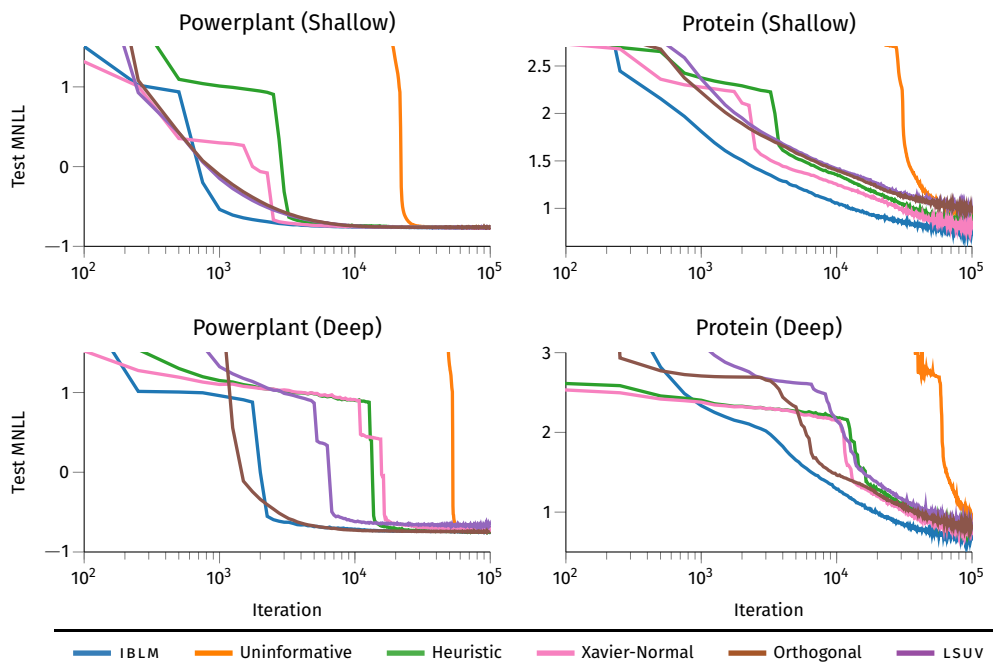 Powerplant (Shallow)
Protein (Shallow)
Test MNLL
1
0
−1
10² 10³ 10⁴ 10⁵
2.5
2
1.5
1
10² 10³ 10⁴ 10⁵
Powerplant (Deep)
Protein (Deep)
Test MNLL
1
0
−1
10² 10³ 10⁴ 10⁵
Iteration
3
2
1
10² 10³ 10⁴ 10⁵
Iteration
IBLM Uninformative Heuristic Xavier-Normal Orthogonal LSUV